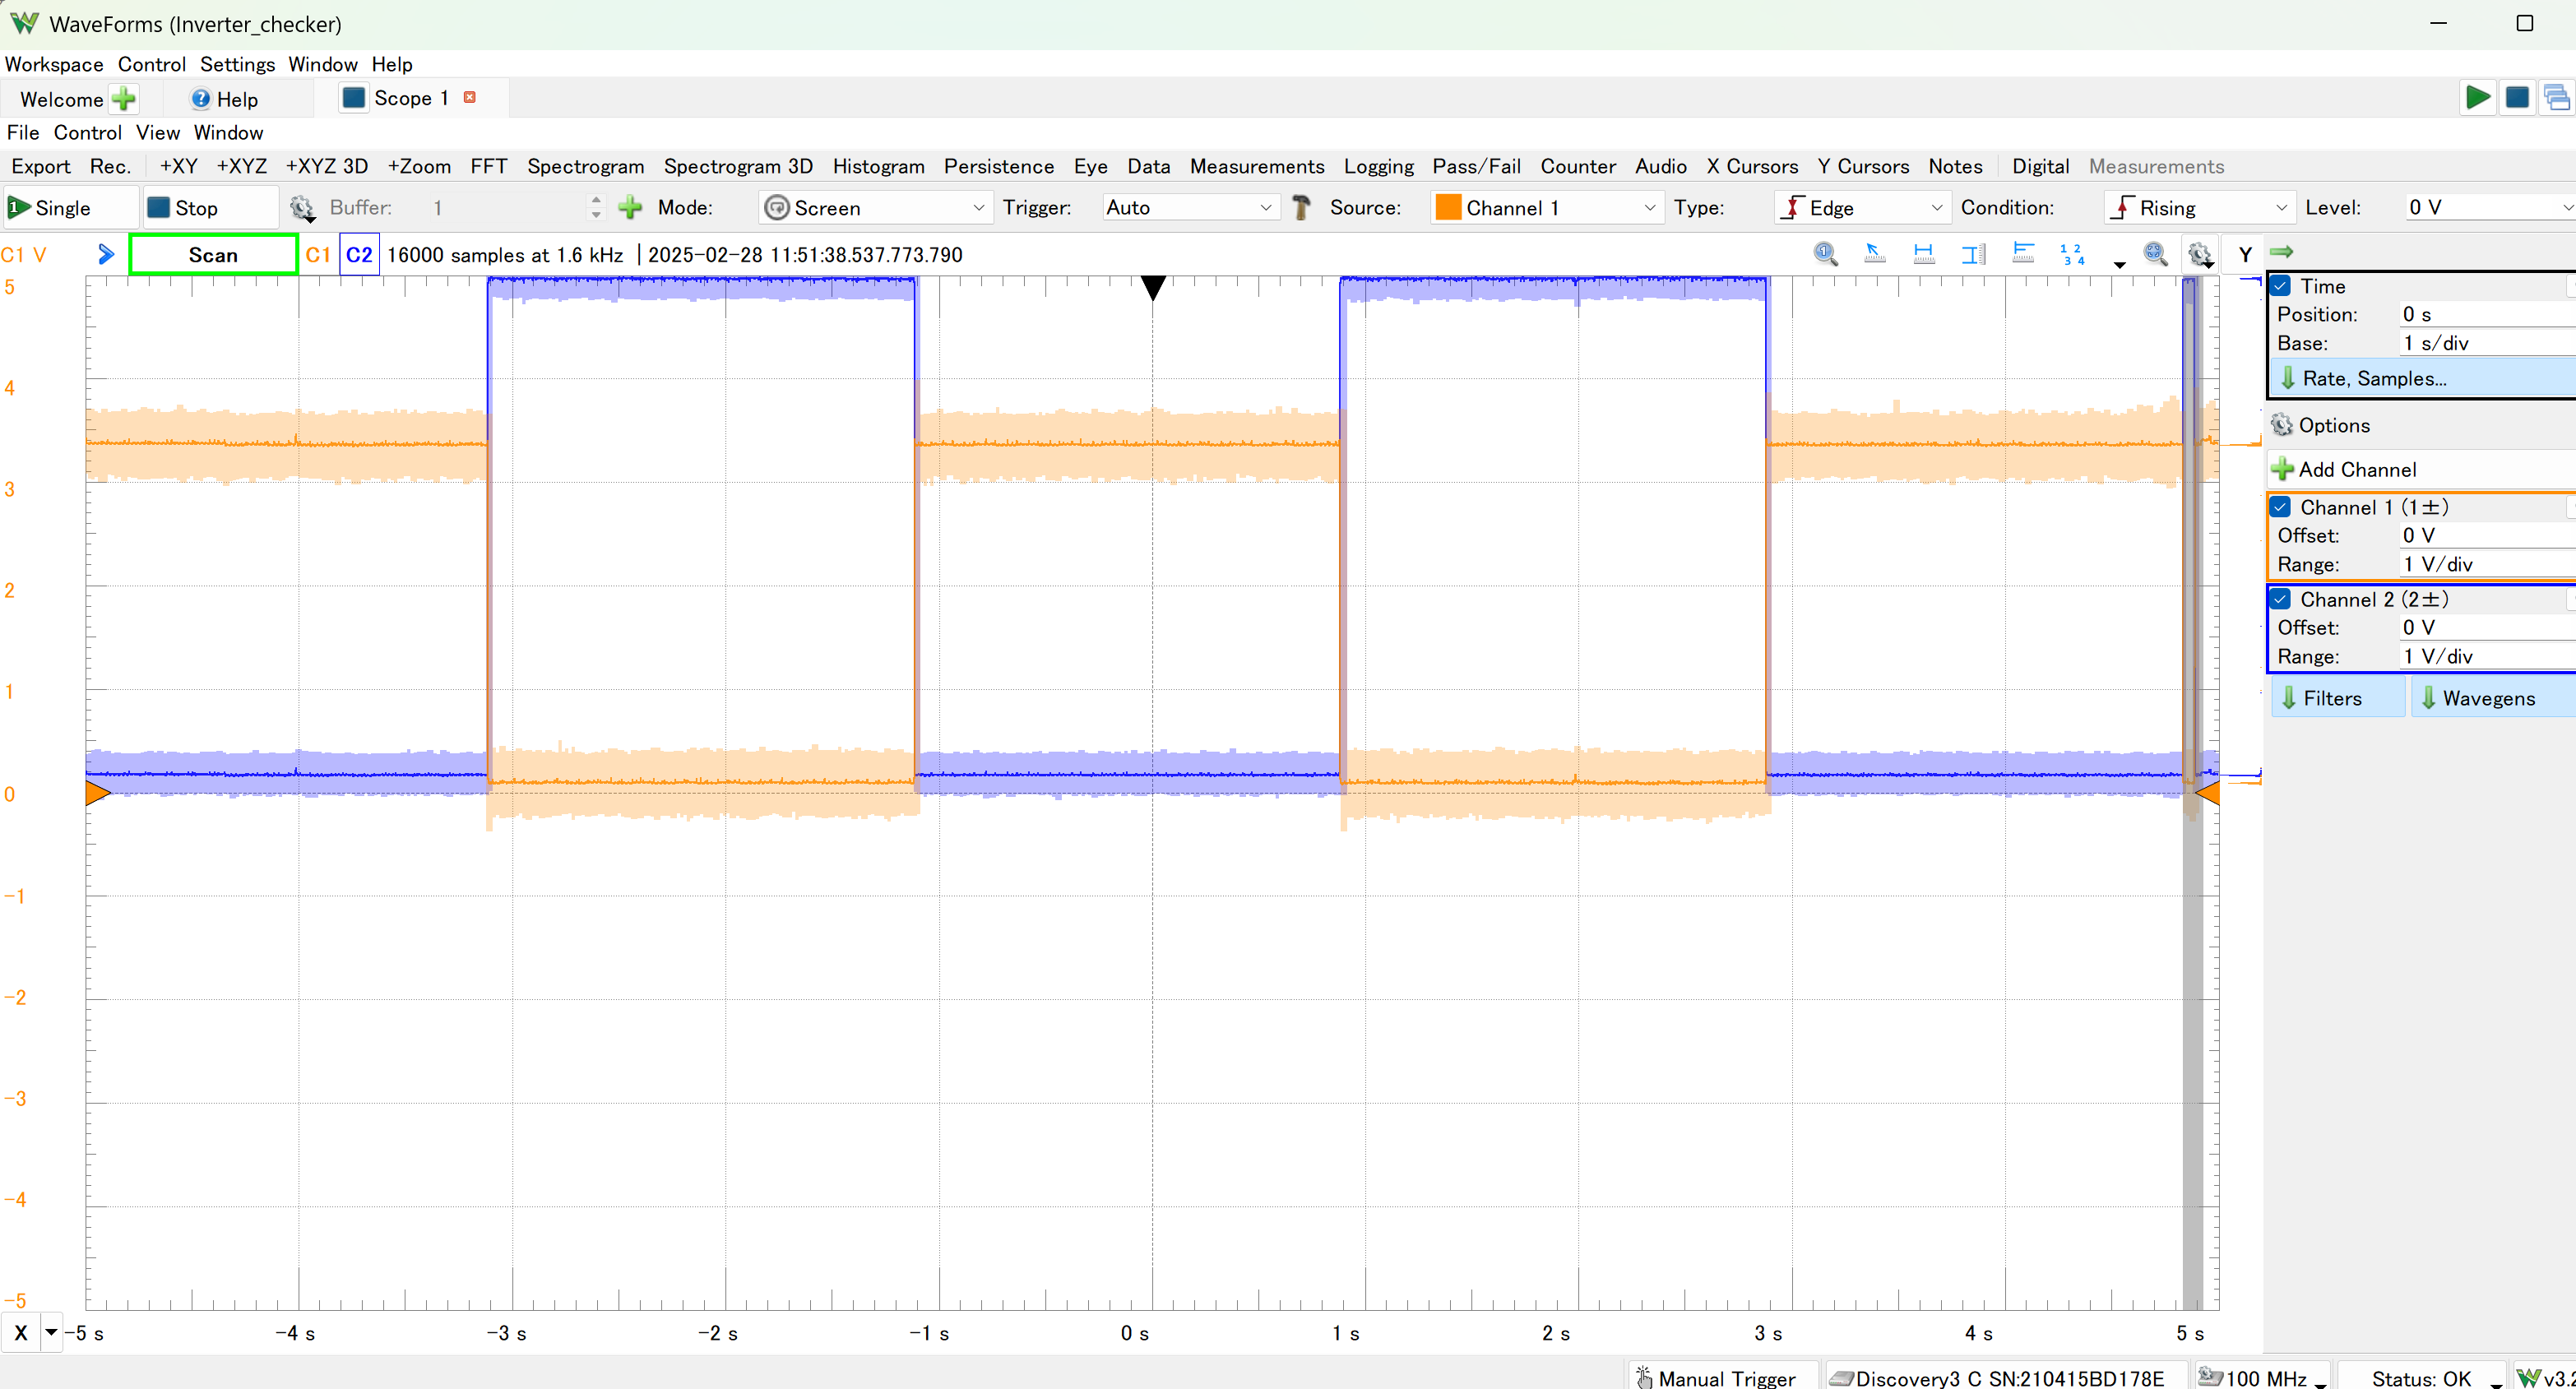 WaveForms (Inverter_checker)
Workspace Control Settings Window Help
Welcome Help Scope 1
File Control View Window
Export Rec. +XY +XYZ +XYZ 3D +Zoom FFT Spectrogram Spectrogram 3D Histogram Persistence Eye Data Measurements Logging Pass/Fail Counter Audio X Cursors Y Cursors Notes Digital Measurements
Single Stop Buffer: 1 Mode: Screen Trigger: Auto Source: Channel 1 Type: Edge Condition: Rising Level: 0 V
C1 V Scan C1 C2 16000 samples at 1.6 kHz | 2025-02-28 11:51:38.537.773.790 Y
5
4
3
2
1
0
-1
-2
-3
-4
-5
Time
Position: 0 s
Base: 1 s/div
Rate, Samples...
Options
Add Channel
Channel 1 (1±)
Offset: 0 V
Range: 1 V/div
Channel 2 (2±)
Offset: 0 V
Range: 1 V/div
Filters Wavegens
X -5 s -4 s -3 s -2 s -1 s 0 s 1 s 2 s 3 s 4 s 5 s
Manual Trigger Discovery3 C SN:210415BD178E 100 MHz Status: OK v3.2